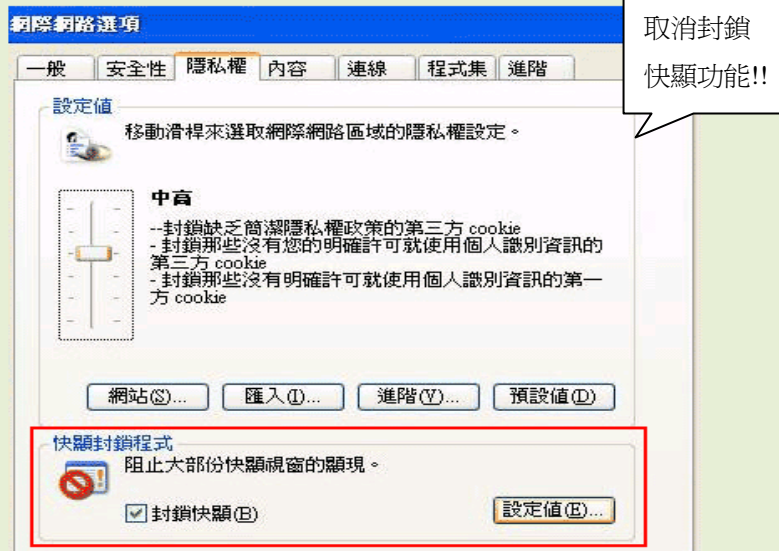 網際網路選項
取消封鎖
快顯功能!!
一般 安全性 隱私權 內容 連線 程式集 進階
設定值
移動滑桿來選取網際網路區域的隱私權設定。
中高
--封鎖缺乏簡潔隱私權政策的第三方 cookie
- 封鎖那些沒有您的明確許可就使用個人識別資訊的
第三方 cookie
- 封鎖那些沒有明確許可就使用個人識別資訊的第一
方 cookie
網站(S)... 匯入(I)... 進階(V)... 預設值(D)
快顯封鎖程式
阻止大部份快顯視窗的顯現。
封鎖快顯(B) 設定值(E)...